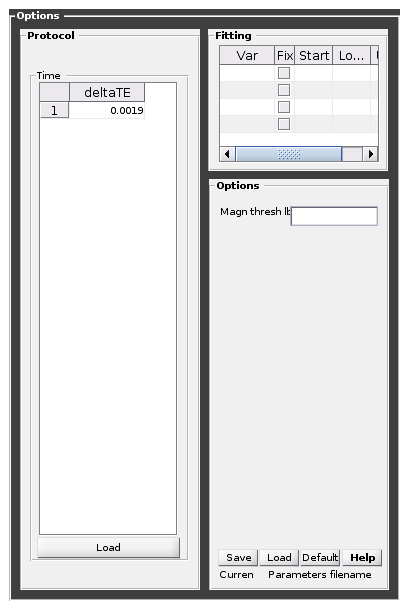 Options
Protocol
Time
deltaTE
1 0.0019
Load
Fitting
Var Fix Start Lo...
Options
Magn thresh lb
Save Load Default Help
Curren Parameters filename